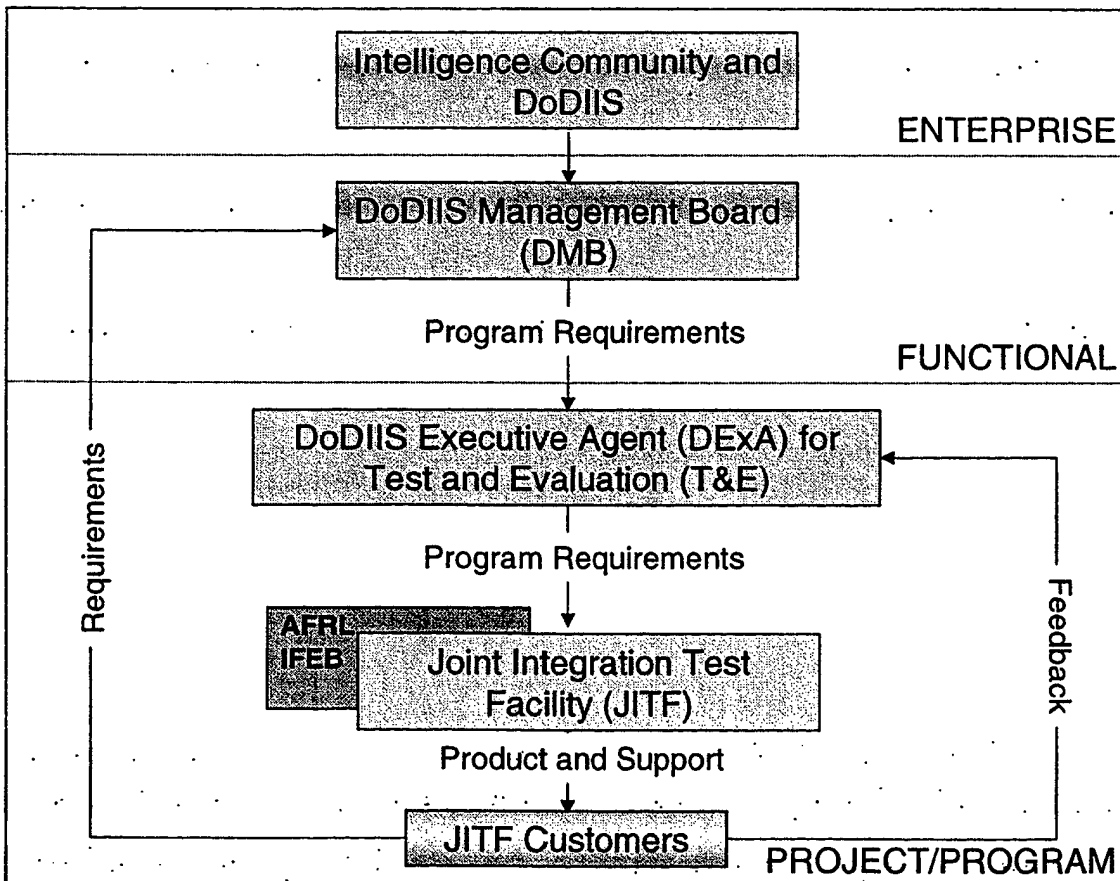 Intelligence Community and
DoDIIS
ENTERPRISE
DoDIIS Management Board
(DMB)
Program Requirements
FUNCTIONAL
DoDIIS Executive Agent (DExA) for
Test and Evaluation (T&E)
Program Requirements
Requirements
Feedback
AFRL
IFEB
Joint Integration Test
Facility (JITF)
Product and Support
JITF Customers
PROJECT/PROGRAM